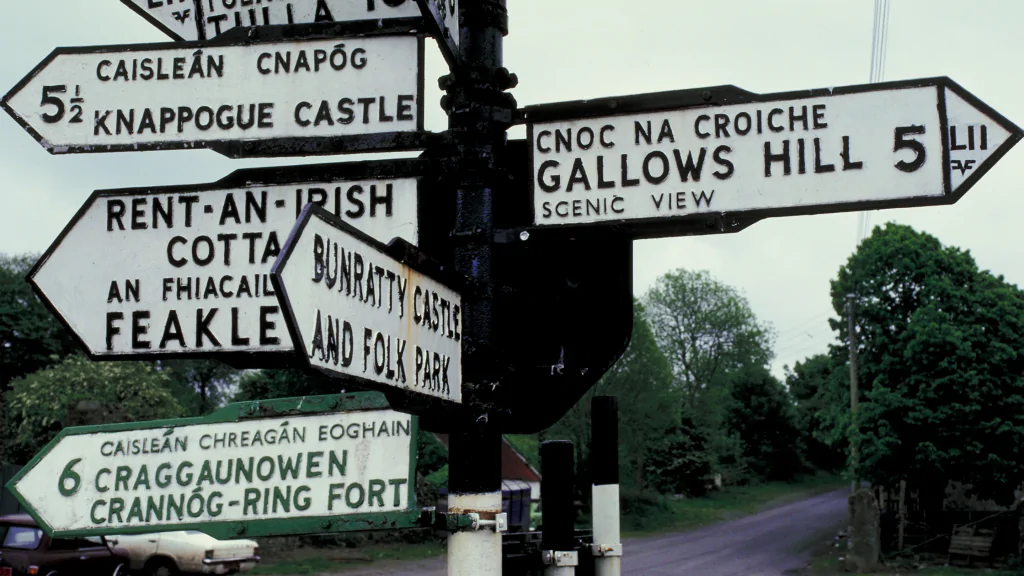 TULLA
CAISLEÁN CNAPÓG
5½ KNAPPOGUE CASTLE
CNOC NA CROICHE
GALLOWS HILL 5
SCENIC VIEW
LII
RENT-AN-IRISH
COTTA
AN FHIACAIL
FEAKLE
BUNRATTY CASTLE
AND FOLK PARK
CAISLEÁN CHREAGÁN EOGHAIN
6 CRAGGAUNOWEN
CRANNÓG-RING FORT